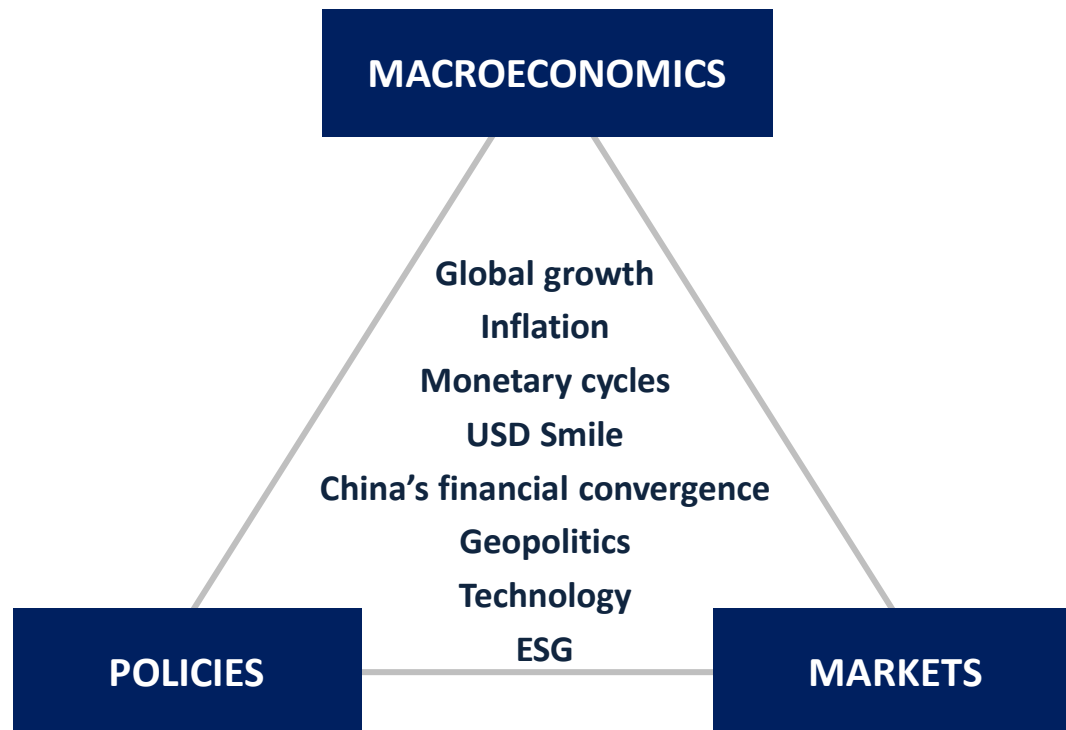 MACROECONOMICS
Global growth
Inflation
Monetary cycles
USD Smile
China’s financial convergence
Geopolitics
Technology
ESG
POLICIES
MARKETS